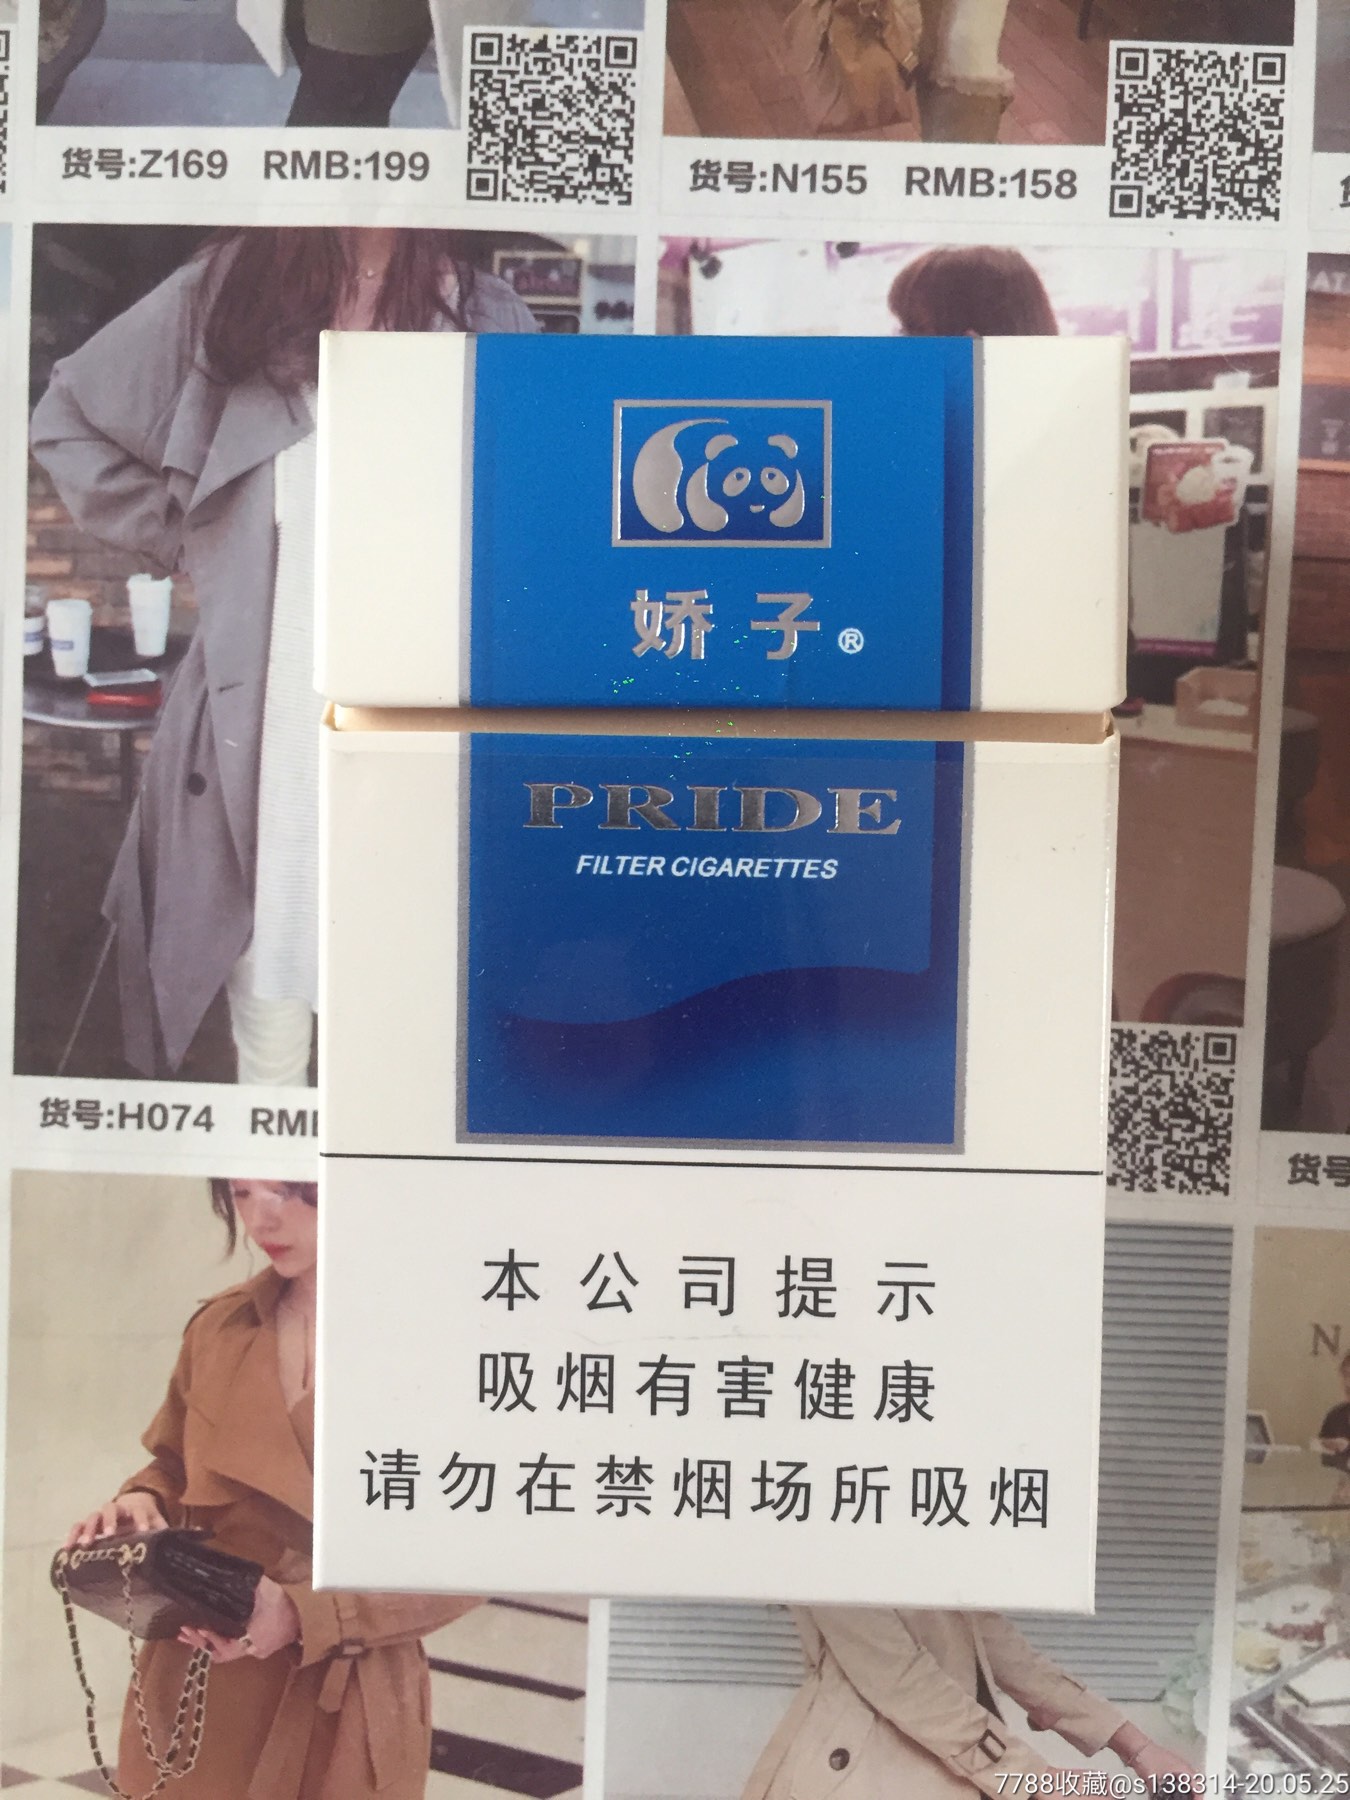 货号:Z169 RMB:199
货号:N155 RMB:158
娇子®
PRIDE
FILTER CIGARETTES
货号:H074
本公司提示
吸烟有害健康
请勿在禁烟场所吸烟
货号
N
7788收藏@s138314-20.05.25